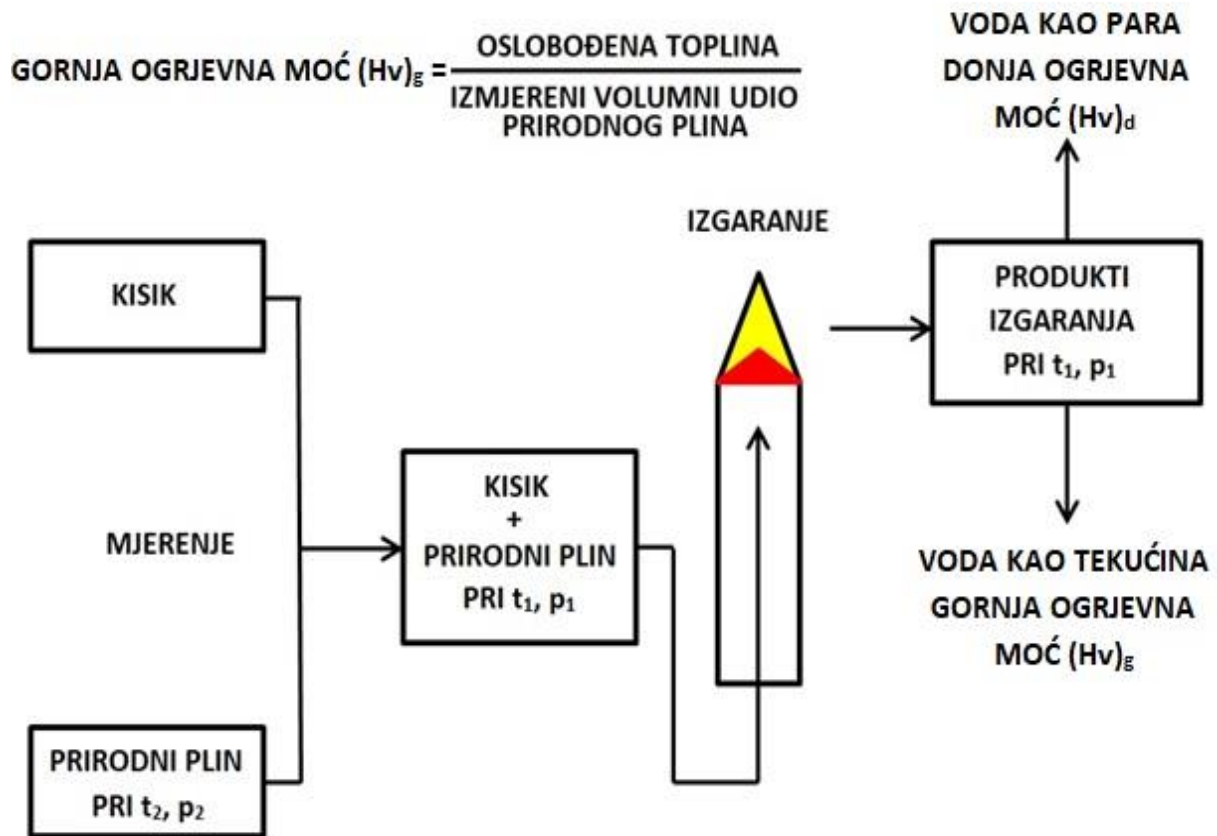 GORNJA OGRJEVNA MOĆ (Hv)g = OSLOBOĐENA TOPLINA
IZMJERENI VOLUMNI UDIO
PRIRODNOG PLINA
VODA KAO PARA
DONJA OGRJEVNA
MOĆ (Hv)d
IZGARANJE
KISIK
PRODUKTI
IZGARANJA
PRI t₁, p₁
MJERENJE
KISIK
+
PRIRODNI PLIN
PRI t₁, p₁
VODA KAO TEKUĆINA
GORNJA OGRJEVNA
MOĆ (Hv)g
PRIRODNI PLIN
PRI t₂, p₂